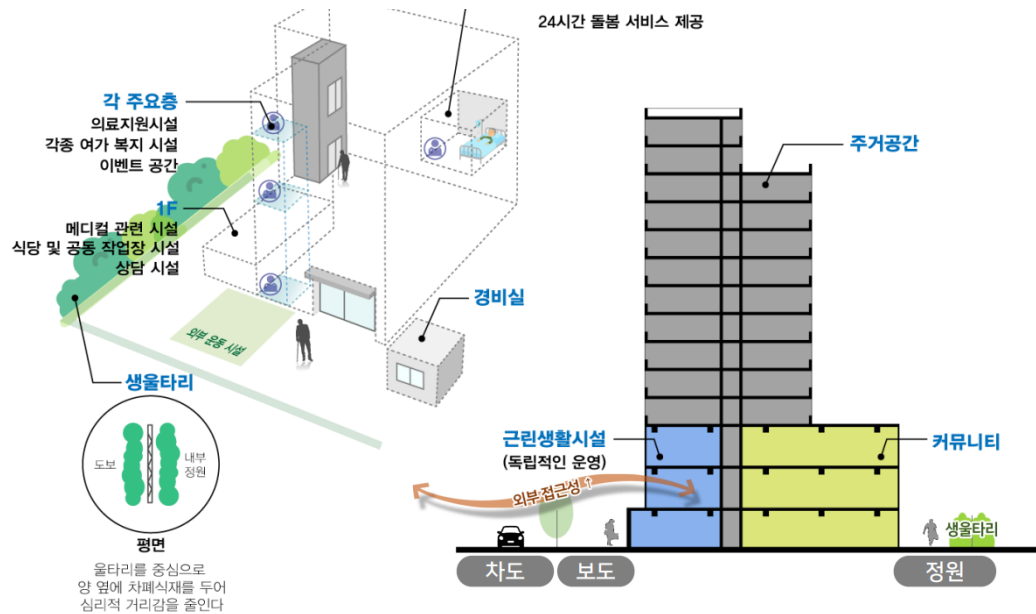 24시간 돌봄 서비스 제공
각 주요층
의료지원시설
각종 여가 복지 시설
이벤트 공간
1F
메디컬 관련 시설
식당 및 공동 작업장 시설
상담 시설
외부 운동 시설
경비실
생울타리
도보
내부
정원
평면
울타리를 중심으로
양 옆에 차폐식재를 두어
심리적 거리감을 줄인다
주거공간
근린생활시설
(독립적인 운영)
커뮤니티
외부 접근성 ↑
생울타리
차도
보도
정원